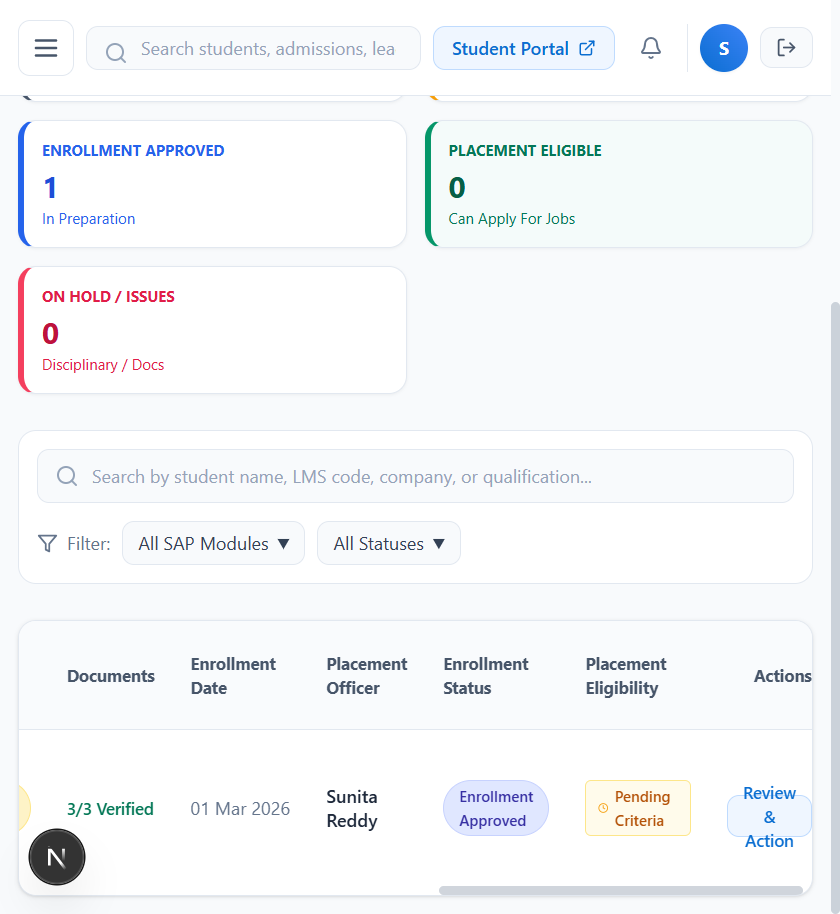 Search students, admissions, lea
Student Portal
S
ENROLLMENT APPROVED
1
In Preparation
PLACEMENT ELIGIBLE
0
Can Apply For Jobs
ON HOLD / ISSUES
0
Disciplinary / Docs
Search by student name, LMS code, company, or qualification...
Filter:
All SAP Modules ▼
All Statuses ▼
Documents
Enrollment
Date
Placement
Officer
Enrollment
Status
Placement
Eligibility
Actions
3/3 Verified
01 Mar 2026
Sunita
Reddy
Enrollment
Approved
Pending
Criteria
Review
&
Action
N